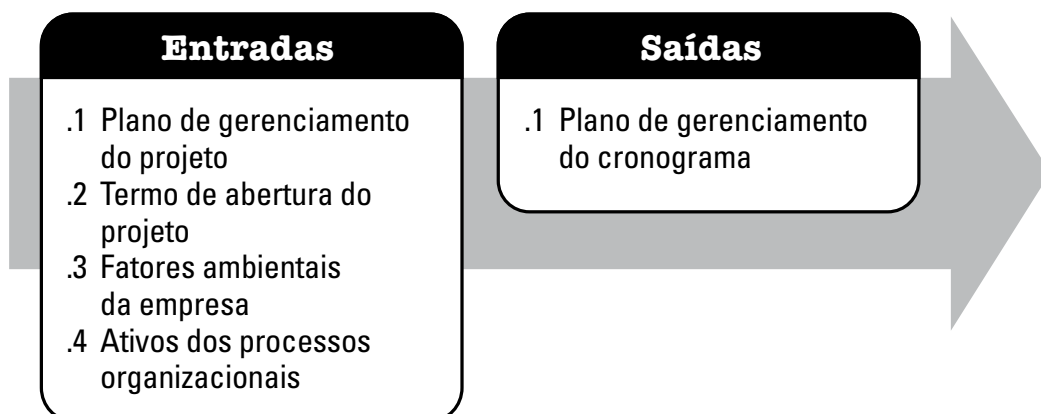 Entradas
.1 Plano de gerenciamento
do projeto
.2 Termo de abertura do
projeto
.3 Fatores ambientais
da empresa
.4 Ativos dos processos
organizacionais
Saídas
.1 Plano de gerenciamento
do cronograma